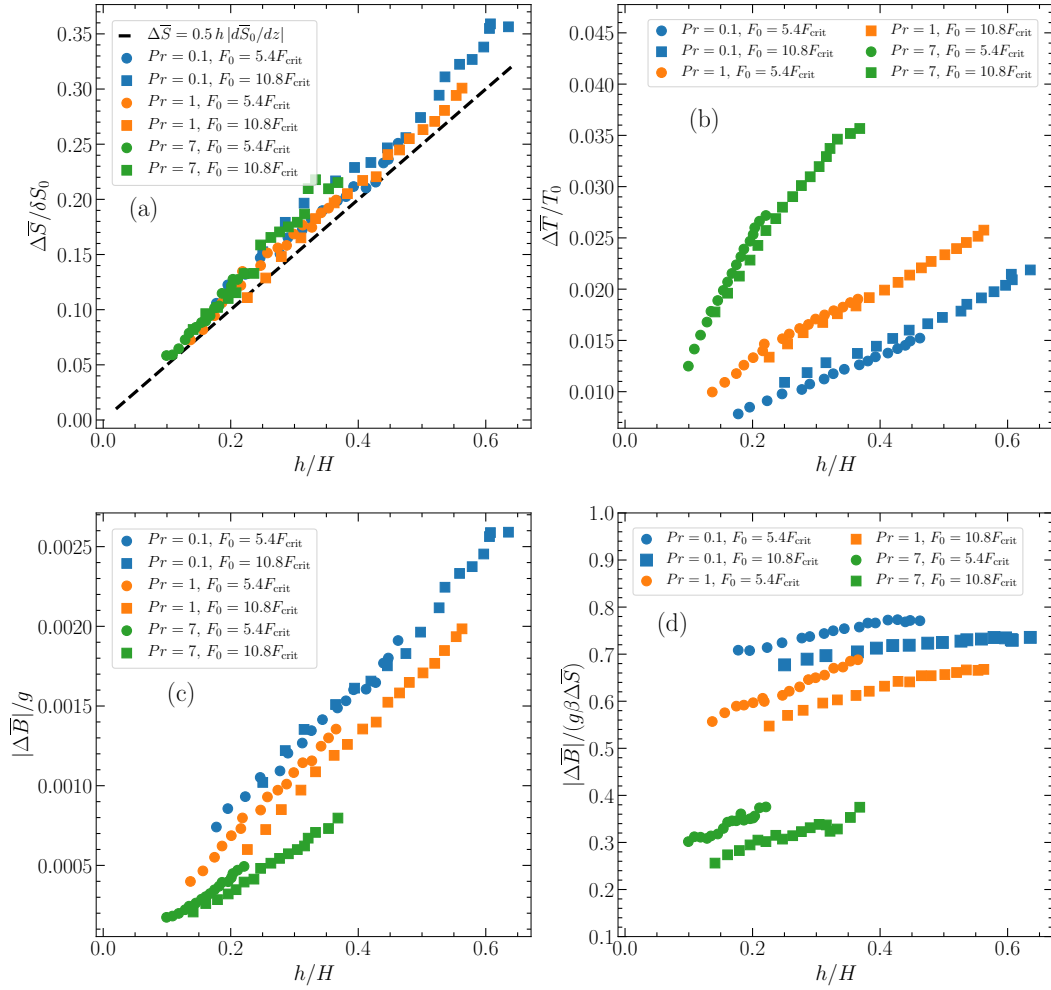 ΔS̅/δS₀
0.35
0.30
0.25
0.20
0.15
0.10
0.05
0.00
ΔS̅ = 0.5 h |dS̅₀/dz|
Pr = 0.1, F₀ = 5.4F_crit
Pr = 0.1, F₀ = 10.8F_crit
Pr = 1, F₀ = 5.4F_crit
Pr = 1, F₀ = 10.8F_crit
Pr = 7, F₀ = 5.4F_crit
Pr = 7, F₀ = 10.8F_crit
(a)
0.0 0.2 0.4 0.6
h/H
ΔT̅/T₀
0.045
0.040
0.035
0.030
0.025
0.020
0.015
0.010
Pr = 0.1, F₀ = 5.4F_crit
Pr = 0.1, F₀ = 10.8F_crit
Pr = 1, F₀ = 5.4F_crit
Pr = 1, F₀ = 10.8F_crit
Pr = 7, F₀ = 5.4F_crit
Pr = 7, F₀ = 10.8F_crit
(b)
0.0 0.2 0.4 0.6
h/H
|ΔB̅|/g
0.0025
0.0020
0.0015
0.0010
0.0005
Pr = 0.1, F₀ = 5.4F_crit
Pr = 0.1, F₀ = 10.8F_crit
Pr = 1, F₀ = 5.4F_crit
Pr = 1, F₀ = 10.8F_crit
Pr = 7, F₀ = 5.4F_crit
Pr = 7, F₀ = 10.8F_crit
(c)
0.0 0.2 0.4 0.6
h/H
|ΔB̅|/(gβΔS̅)
1.0
0.9
0.8
0.7
0.6
0.5
0.4
0.3
0.2
0.1
Pr = 0.1, F₀ = 5.4F_crit
Pr = 0.1, F₀ = 10.8F_crit
Pr = 1, F₀ = 5.4F_crit
Pr = 1, F₀ = 10.8F_crit
Pr = 7, F₀ = 5.4F_crit
Pr = 7, F₀ = 10.8F_crit
(d)
0.0 0.2 0.4 0.6
h/H